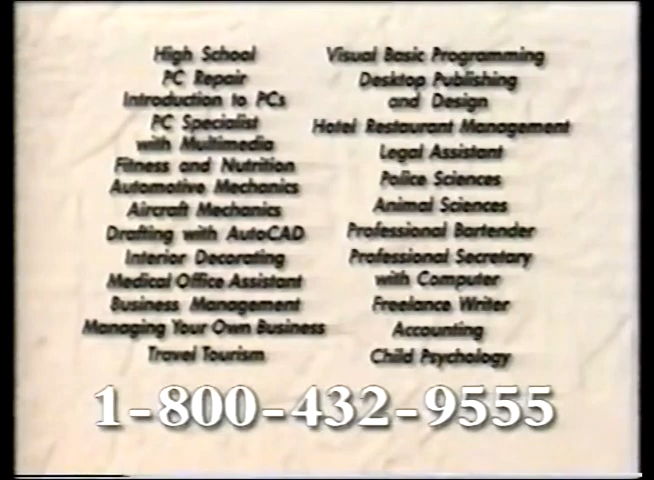 High School
PC Repair
Introduction to PCs
PC Specialist
with Multimedia
Fitness and Nutrition
Automotive Mechanics
Aircraft Mechanics
Drafting with AutoCAD
Interior Decorating
Medical Office Assistant
Business Management
Managing Your Own Business
Travel Tourism
Visual Basic Programming
Desktop Publishing
and Design
Hotel Restaurant Management
Legal Assistant
Police Sciences
Animal Sciences
Professional Bartender
Professional Secretary
with Computer
Freelance Writer
Accounting
Child Psychology
1-800-432-9555